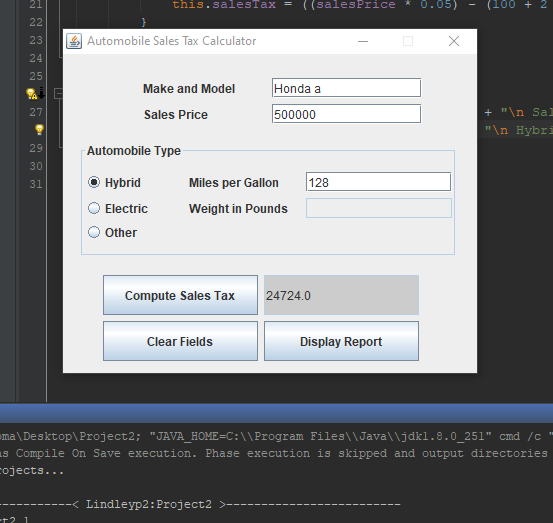 21 this.salesTax = ((salesPrice * 0.05) - (100 + 2
22 }
23 Automobile Sales Tax Calculator
24
25
Make and Model Honda a
Sales Price 500000
27 + "\n Sal
"\n Hybri
29 Automobile Type
30
31
Hybrid Miles per Gallon 128
Electric Weight in Pounds
Other
Compute Sales Tax 24724.0
Clear Fields Display Report
oma\Desktop\Project2; "JAVA_HOME=C:\\Program Files\\Java\\jdk1.8.0_251" cmd /c "
ns Compile On Save execution. Phase execution is skipped and output directories
rojects...
-----------< Lindleyp2:Project2 >------------------------